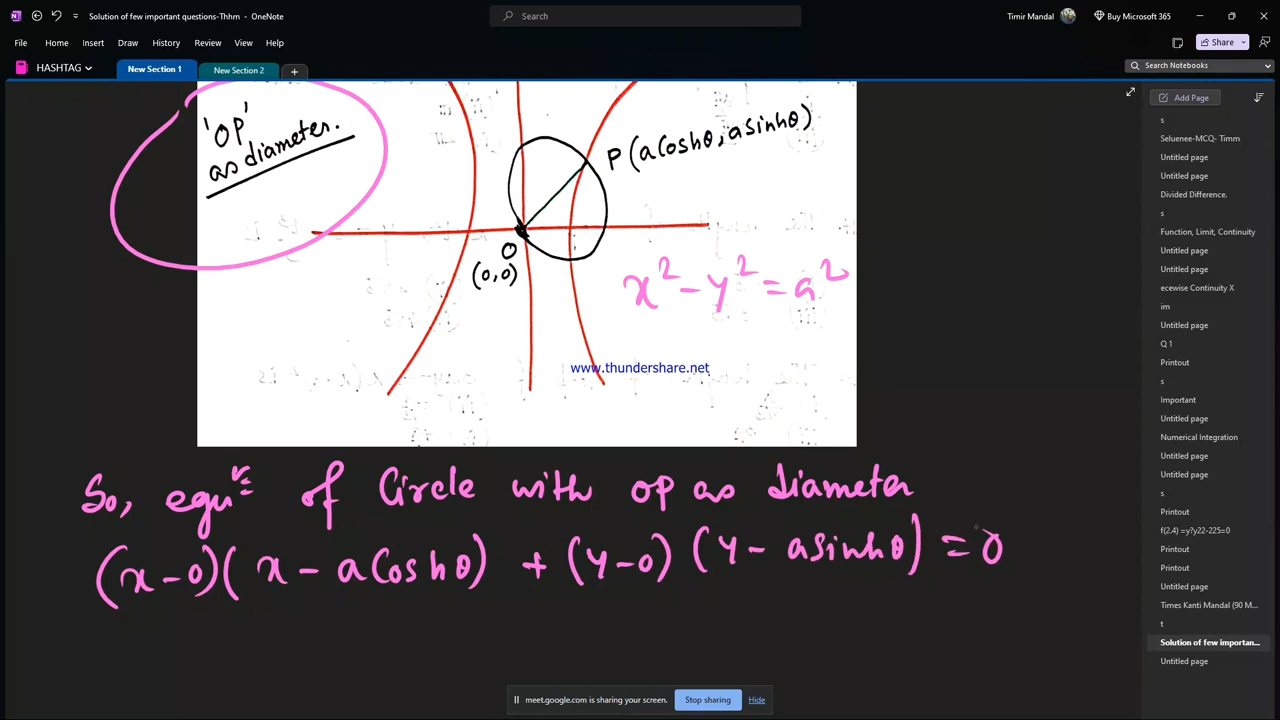 Solution of few important questions-Thhm - OneNote
Search
Timir Mandal
Buy Microsoft 365
File Home Insert Draw History Review View Help
Share
HASHTAG
New Section 1
New Section 2
Search Notebooks
Add Page
'OP'
as diameter.
P (a coshθ, a sinhθ)
O
(0,0)
x² - y² = a²
www.thundershare.net
So, equⁿ of Circle with OP as diameter
(x-0)(x - a coshθ) + (y-0)(y - a sinhθ) = 0
s
Seluenee-MCQ- Timm
Untitled page
Untitled page
Divided Difference.
s
Function, Limit, Continuity
Untitled page
Untitled page
ecewise Continuity X
im
Untitled page
Q 1
Printout
s
Important
Untitled page
Numerical Integration
Untitled page
Untitled page
s
Printout
f(2.4) =y?y22-225=0
Printout
Printout
Untitled page
Times Kanti Mandal (90 M...
t
Solution of few importan...
Untitled page
meet.google.com is sharing your screen.
Stop sharing
Hide